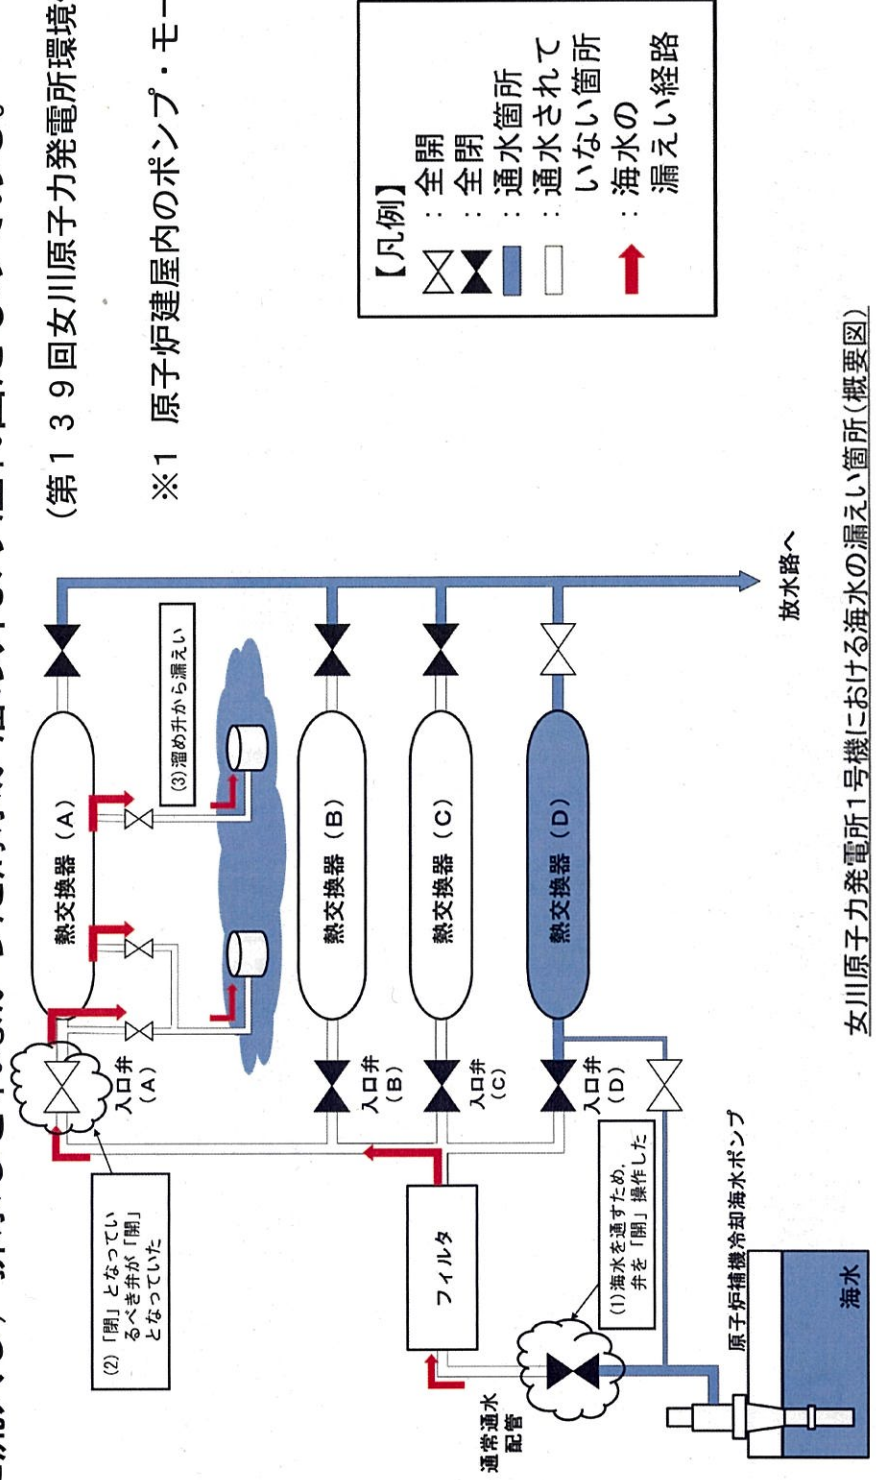 (第139回女川原子力発電所環境
※1 原子炉建屋内のポンプ・モー
【凡例】
:全開
:全閉
:通水箇所
:通水されて
いない箇所
:海水の
漏えい経路
(2)「閉」となってい
るべき弁が「開」
となっていた
入口弁
(A)
熱交換器(A)
(3)溜め升から漏えい
入口弁
(B)
熱交換器(B)
入口弁
(C)
熱交換器(C)
入口弁
(D)
熱交換器(D)
放水路へ
フィルタ
(1)海水を通すため,
弁を「開」操作した
通常通水
配管
原子炉補機冷却海水ポンプ
海水
女川原子力発電所1号機における海水の漏えい箇所(概要図)